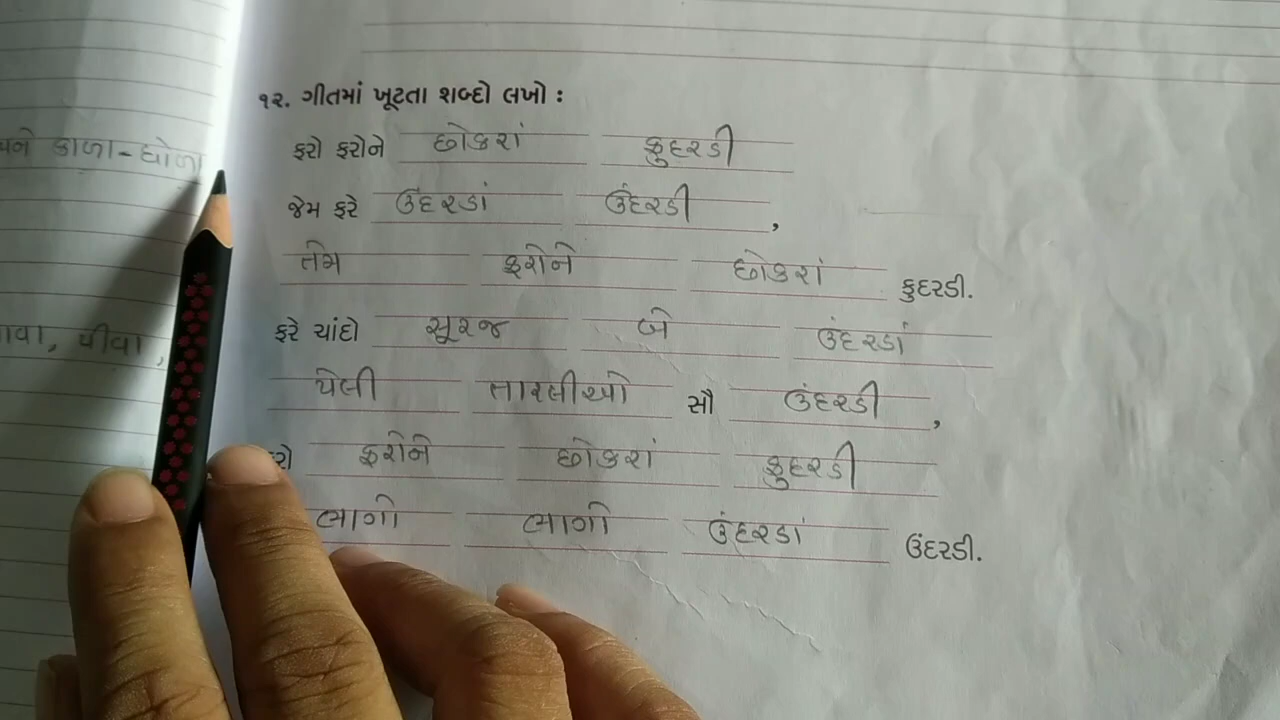 ૧૨. ગીતમાં ખૂટતા શબ્દો લખો :
ફરો ફરોને છોકરાં ફુદરડી
જેમ ફરે ઉંદરડાં ઉંદરડી,
તેમ ફરોને છોકરાં ફુદરડી.
ફરે ચાંદો સૂરજ બે ઉંદરડાં
પેલી તારલીઓ સૌ ઉંદરડી,
ફરોને છોકરાં ફુદરડી
ભાગો ભાગો ઉંદરડાં ઉંદરડી.
કાળા-ધોળા
પીવા,